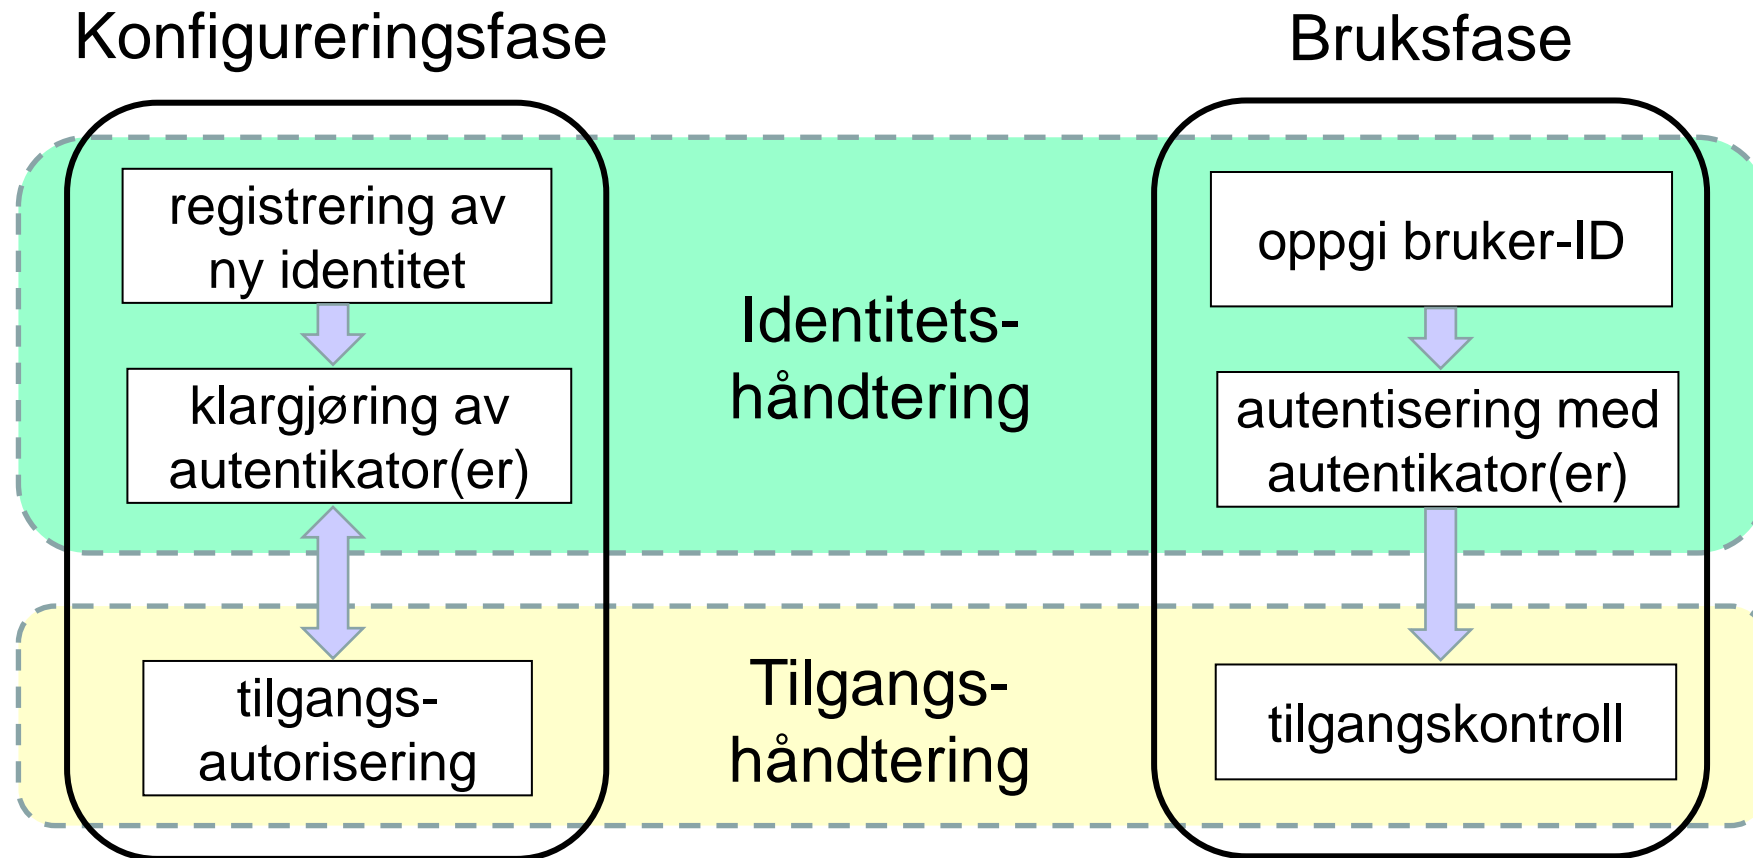 Konfigureringsfase
Bruksfase
registrering av
ny identitet
klargjøring av
autentikator(er)
tilgangs-
autorisering
Identitets-
håndtering
Tilgangs-
håndtering
oppgi bruker-ID
autentisering med
autentikator(er)
tilgangskontroll